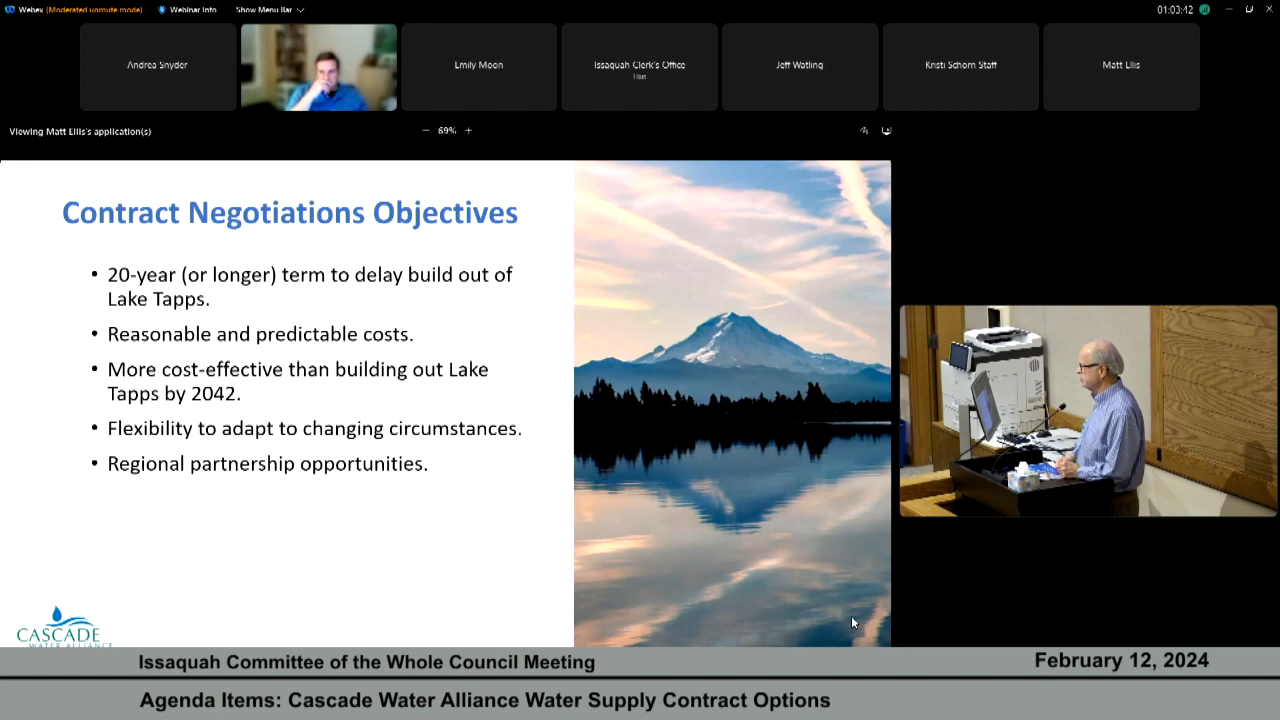 Webex (Moderated unmute mode) Webinar Info Show Menu Bar 01:03:42
Andrea Snyder
Emily Moon
Issaquah Clerk's Office
Host
Jeff Watling
Kristi Schorn Staff
Matt Ellis
Viewing Matt Ellis's application(s) 69%
Contract Negotiations Objectives
• 20-year (or longer) term to delay build out of
Lake Tapps.
• Reasonable and predictable costs.
• More cost-effective than building out Lake
Tapps by 2042.
• Flexibility to adapt to changing circumstances.
• Regional partnership opportunities.
CASCADE
WATER ALLIANCE
Issaquah Committee of the Whole Council Meeting
February 12, 2024
Agenda Items: Cascade Water Alliance Water Supply Contract Options